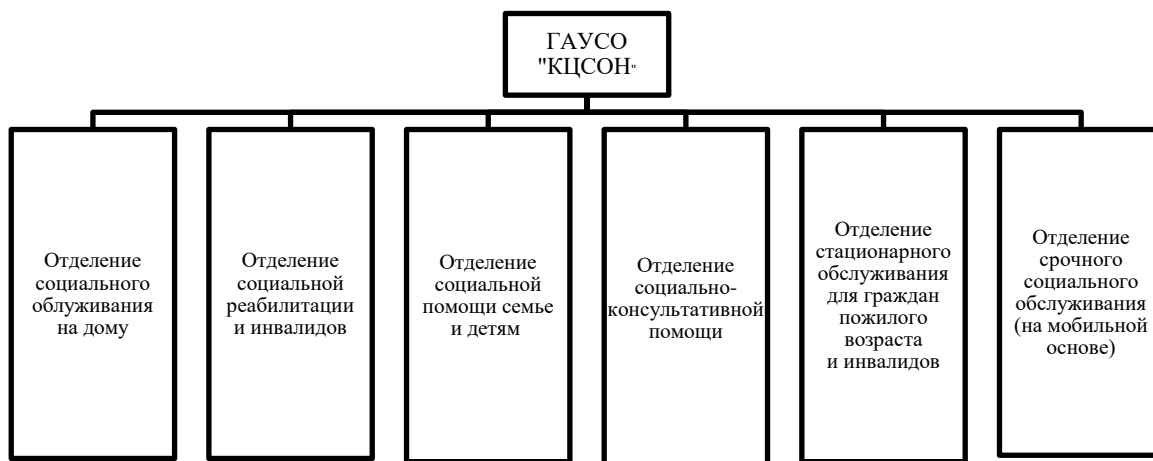 ГАУСО
"КЦСОН"
Отделение
социального
облуживания
на дому
Отделение
социальной
реабилитации
и инвалидов
Отделение
социальной
помощи семье
и детям
Отделение
социально-
консультативной
помощи
Отделение
стационарного
обслуживания
для граждан
пожилого
возраста
и инвалидов
Отделение
срочного
социального
обслуживания
(на мобильной
основе)